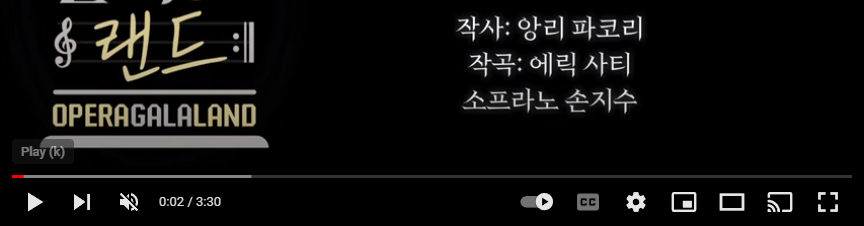 랜드
OPERAGALALAND
작사: 앙리 파코리
작곡: 에릭 사티
소프라노 손지수
Play (k)
0:02 / 3:30
CC